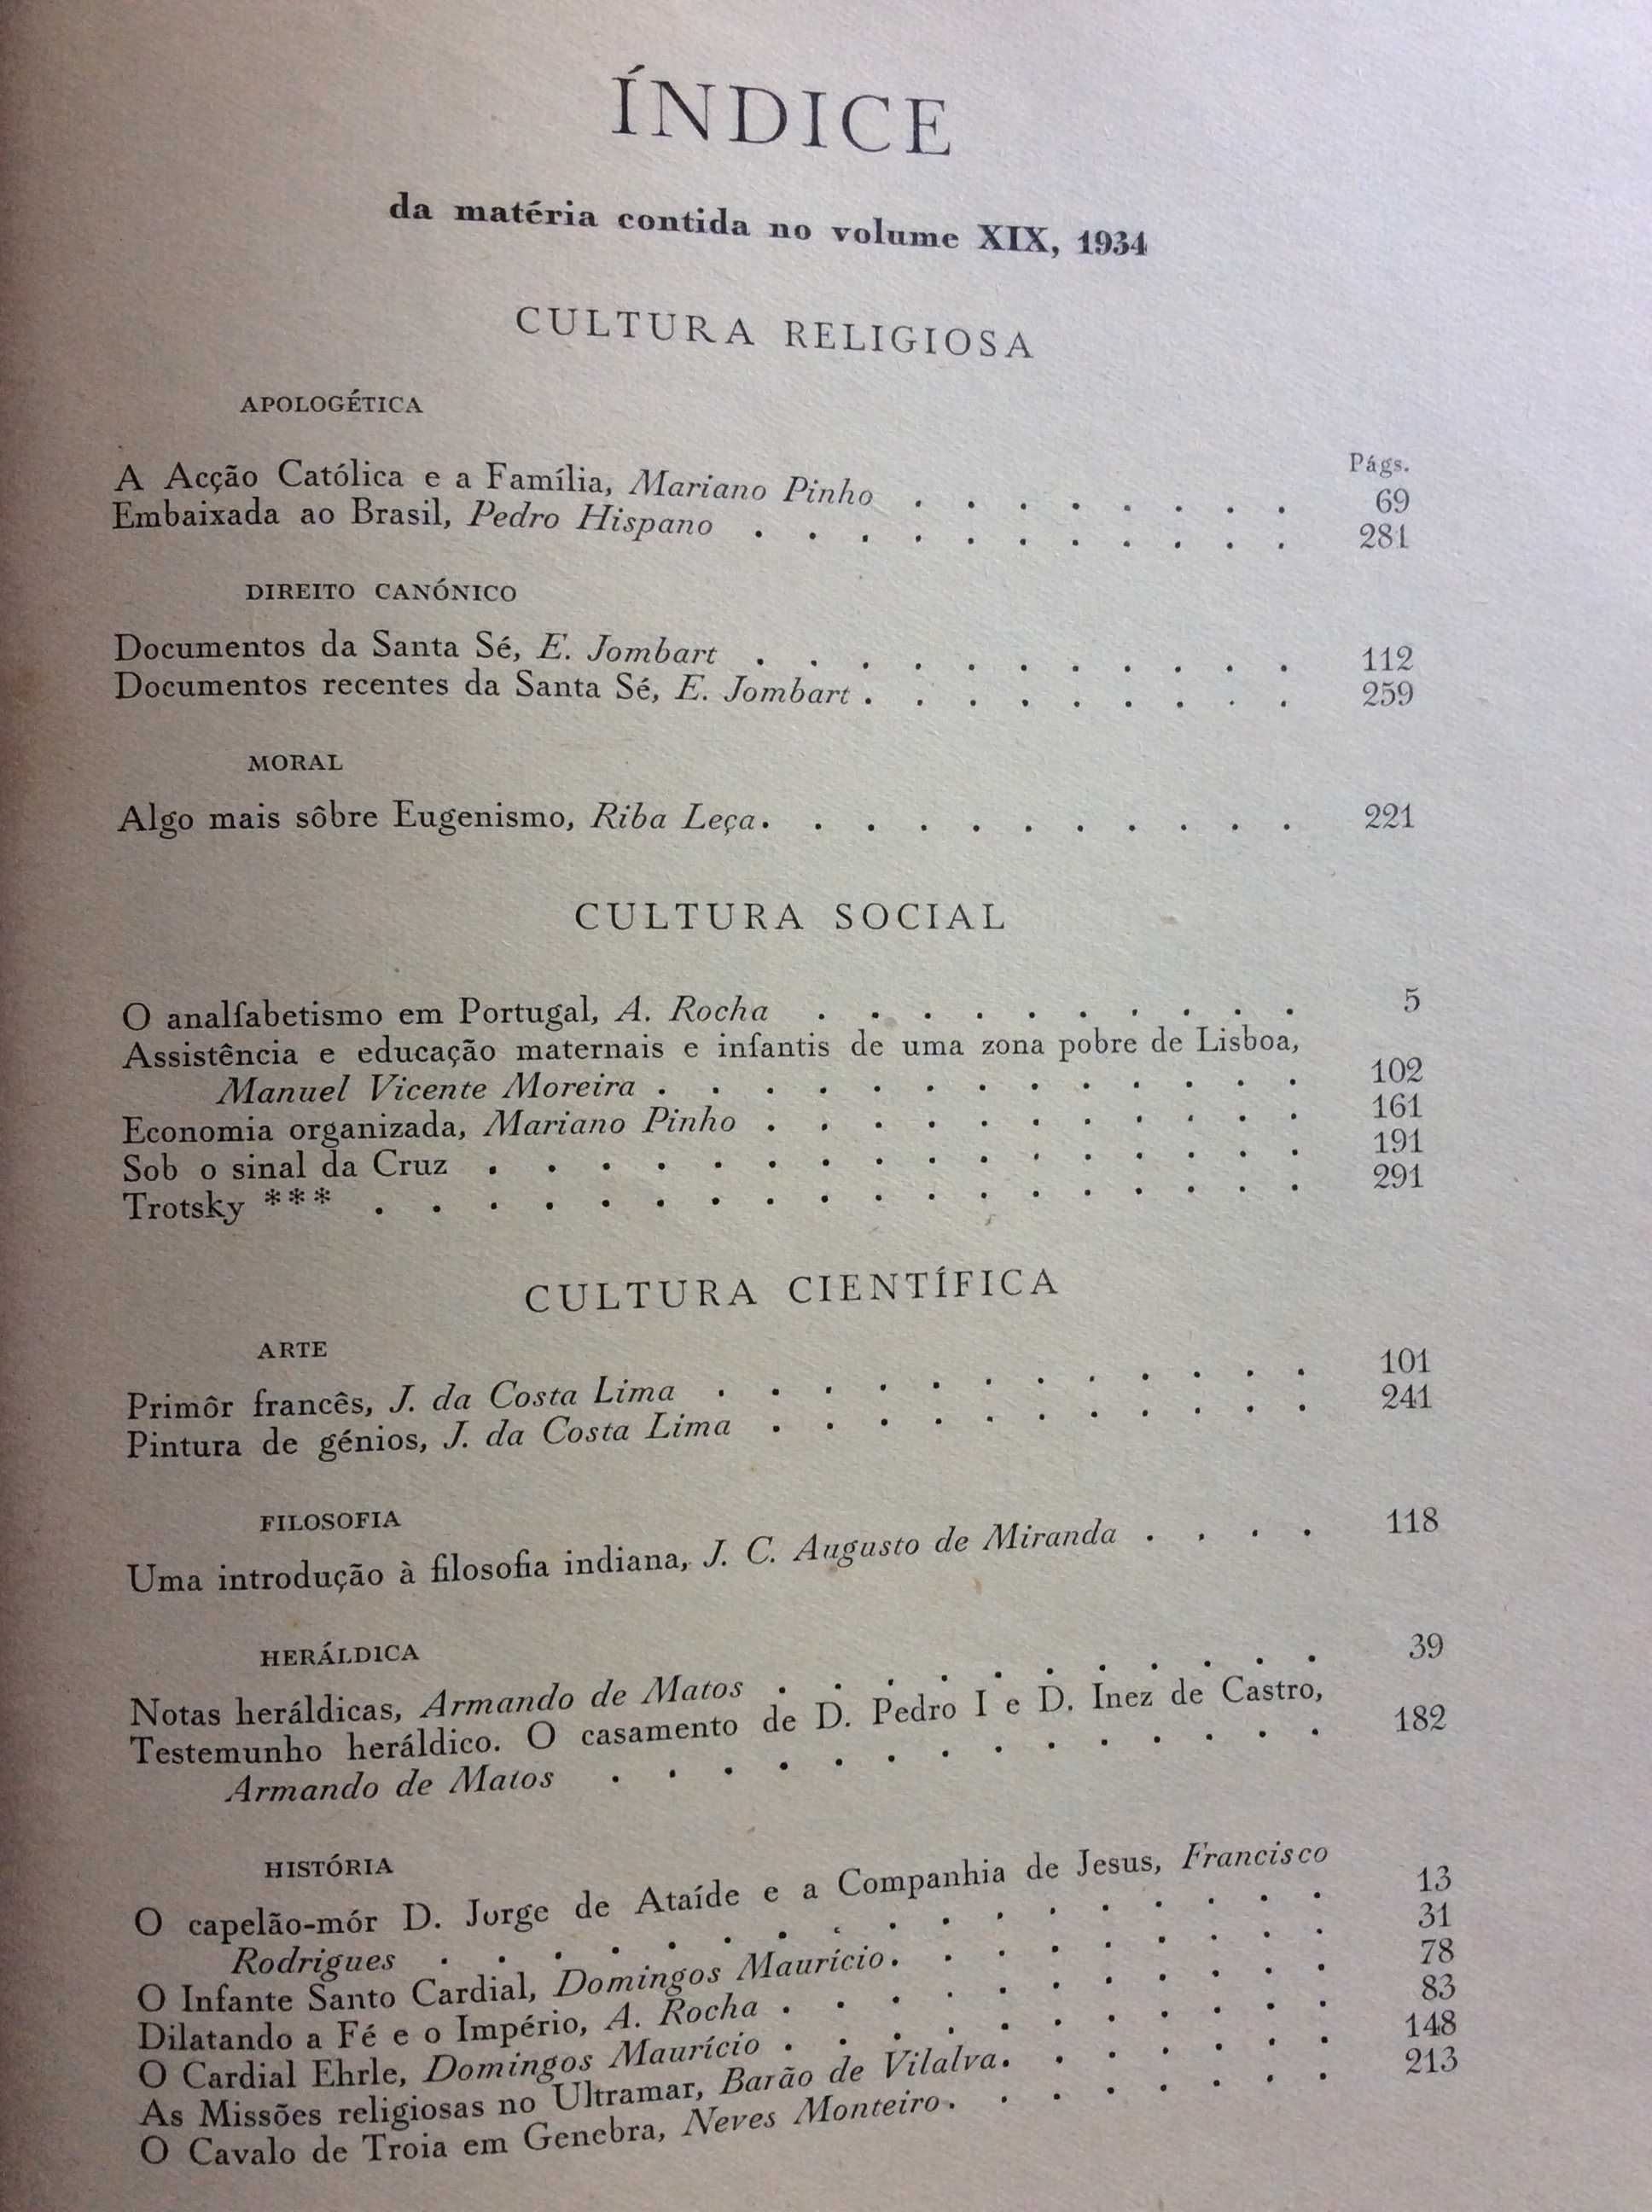 ÍNDICE
da matéria contida no volume XIX, 1934
CULTURA RELIGIOSA
APOLOGÉTICA
Págs.
A Acção Católica e a Família, Mariano Pinho . . . . . . . . 69
Embaixada ao Brasil, Pedro Hispano . . . . . . . . . . . 281
DIREITO CANÓNICO
Documentos da Santa Sé, E. Jombart . . . . . . . . . . . 112
Documentos recentes da Santa Sé, E. Jombart . . . . . . . . . 259
MORAL
Algo mais sôbre Eugenismo, Riba Leça . . . . . . . . . . . 221
CULTURA SOCIAL
O analfabetismo em Portugal, A. Rocha . . . . . . . . . . 5
Assistência e educação maternais e infantis de uma zona pobre de Lisboa,
Manuel Vicente Moreira . . . . . . . . . . . . . 102
Economia organizada, Mariano Pinho . . . . . . . . . . . 161
Sob o sinal da Cruz . . . . . . . . . . . . . . . . 191
Trotsky *** . . . . . . . . . . . . . . . . . . 291
CULTURA CIENTÍFICA
ARTE
Primôr francês, J. da Costa Lima . . . . . . . . . . . . 101
Pintura de génios, J. da Costa Lima . . . . . . . . . . . 241
FILOSOFIA
Uma introdução à filosofia indiana, J. C. Augusto de Miranda . . . . 118
HERÁLDICA
Notas heráldicas, Armando de Matos . . . . . . . . . . . 39
Testemunho heráldico. O casamento de D. Pedro I e D. Inez de Castro,
Armando de Matos . . . . . . . . . . . . . . 182
HISTÓRIA
O capelão-mór D. Jorge de Ataíde e a Companhia de Jesus, Francisco
Rodrigues . . . . . . . . . . . . . . . . . 13
O Infante Santo Cardial, Domingos Maurício . . . . . . . . . 31
Dilatando a Fé e o Império, A. Rocha . . . . . . . . . . . 78
O Cardial Ehrle, Domingos Maurício . . . . . . . . . . . 83
As Missões religiosas no Ultramar, Barão de Vilalva . . . . . . . 148
O Cavalo de Troia em Genebra, Neves Monteiro . . . . . . . . 213